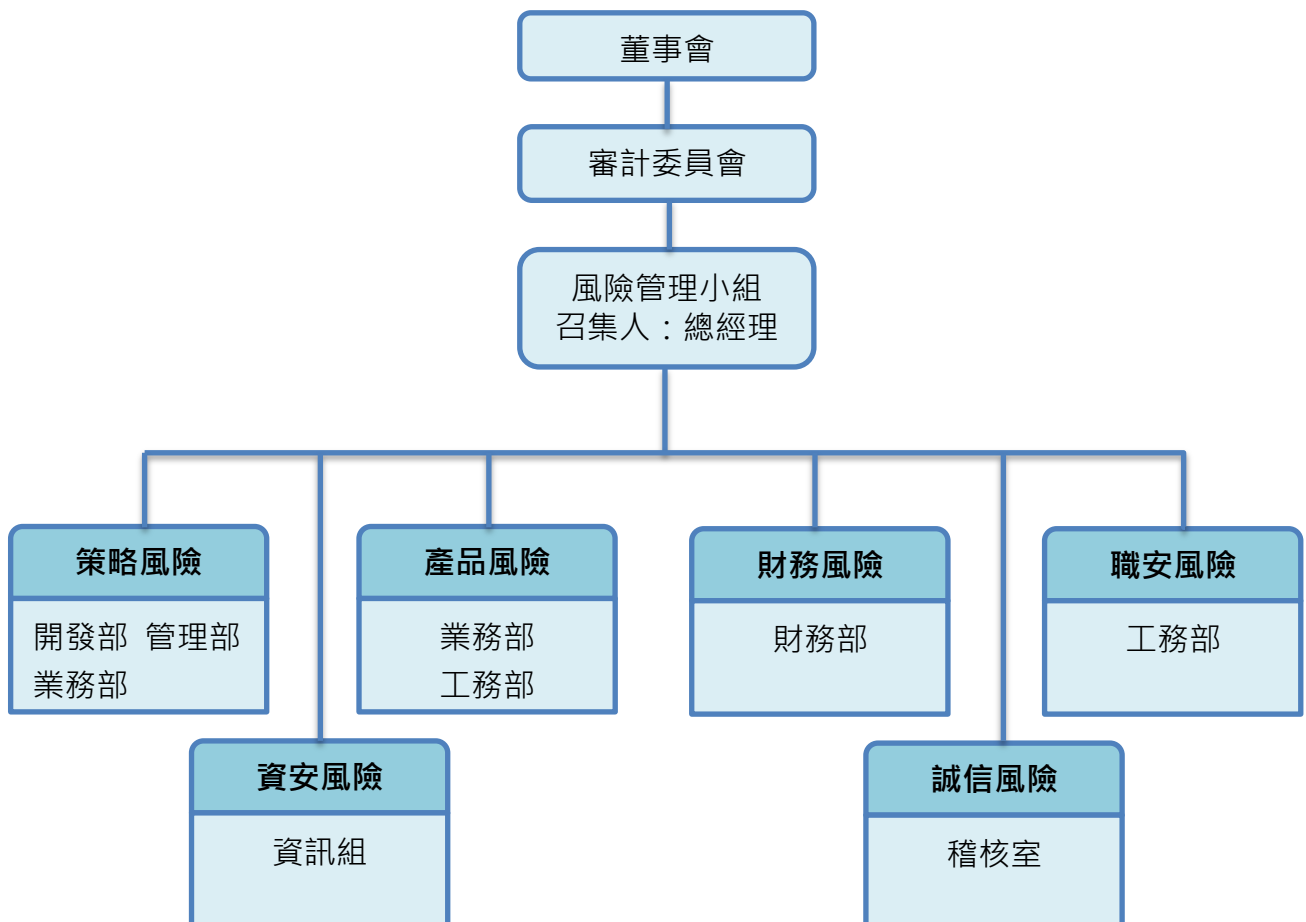 董事會
審計委員會
風險管理小組
召集人：總經理
策略風險
開發部 管理部
業務部
產品風險
業務部
工務部
財務風險
財務部
職安風險
工務部
資安風險
資訊組
誠信風險
稽核室